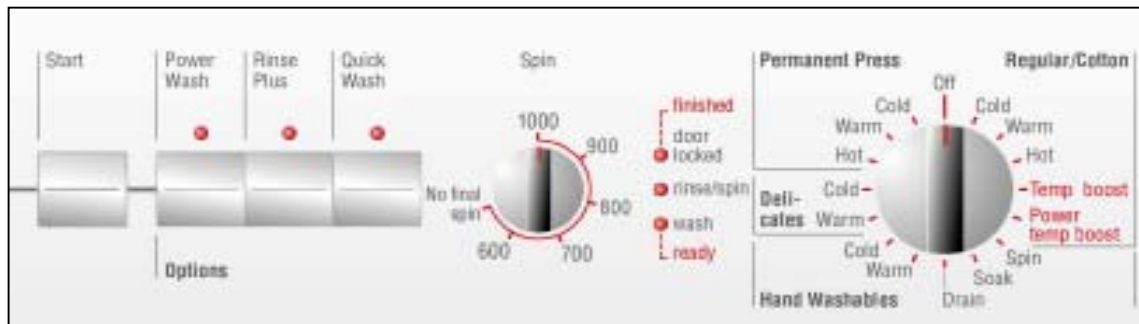 Start
Power
Wash
Rinse
Plus
Quick
Wash
Options
Spin
1000
900
800
700
600
No final
spin
finished
door
locked
rinse/spin
wash
ready
Permanent Press
Regular/Cotton
Off
Cold
Warm
Hot
Cold
Warm
Hot
Temp boost
Power
temp boost
Spin
Soak
Drain
Deli-
cates
Cold
Warm
Cold
Warm
Hand Washables